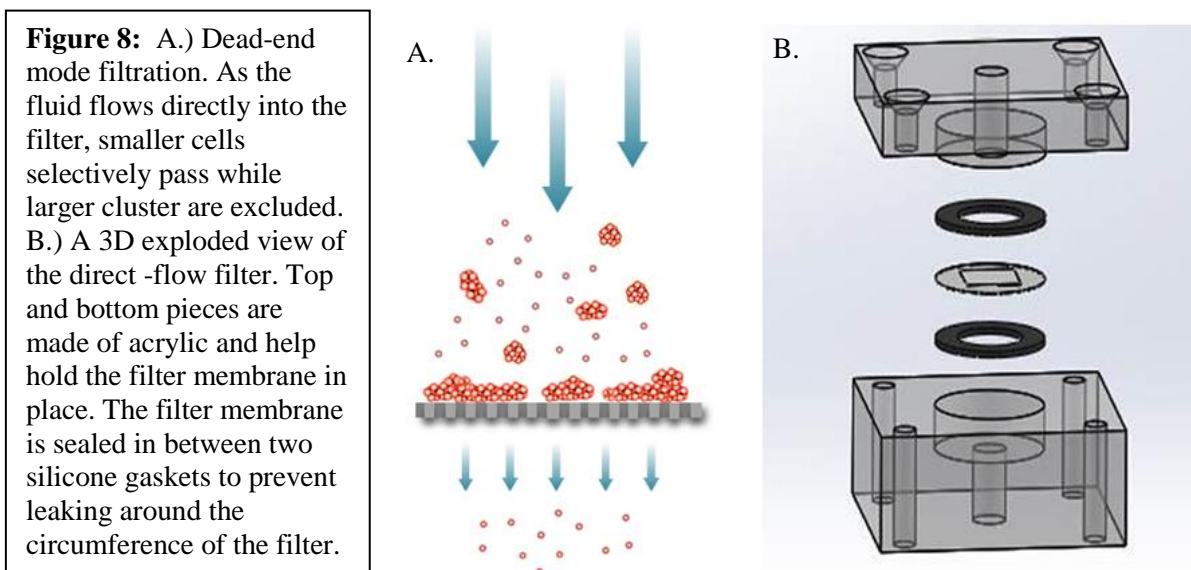 Figure 8: A.) Dead-end
mode filtration. As the
fluid flows directly into the
filter, smaller cells
selectively pass while
larger cluster are excluded.
B.) A 3D exploded view of
the direct -flow filter. Top
and bottom pieces are
made of acrylic and help
hold the filter membrane in
place. The filter membrane
is sealed in between two
silicone gaskets to prevent
leaking around the
circumference of the filter.
A.
B.